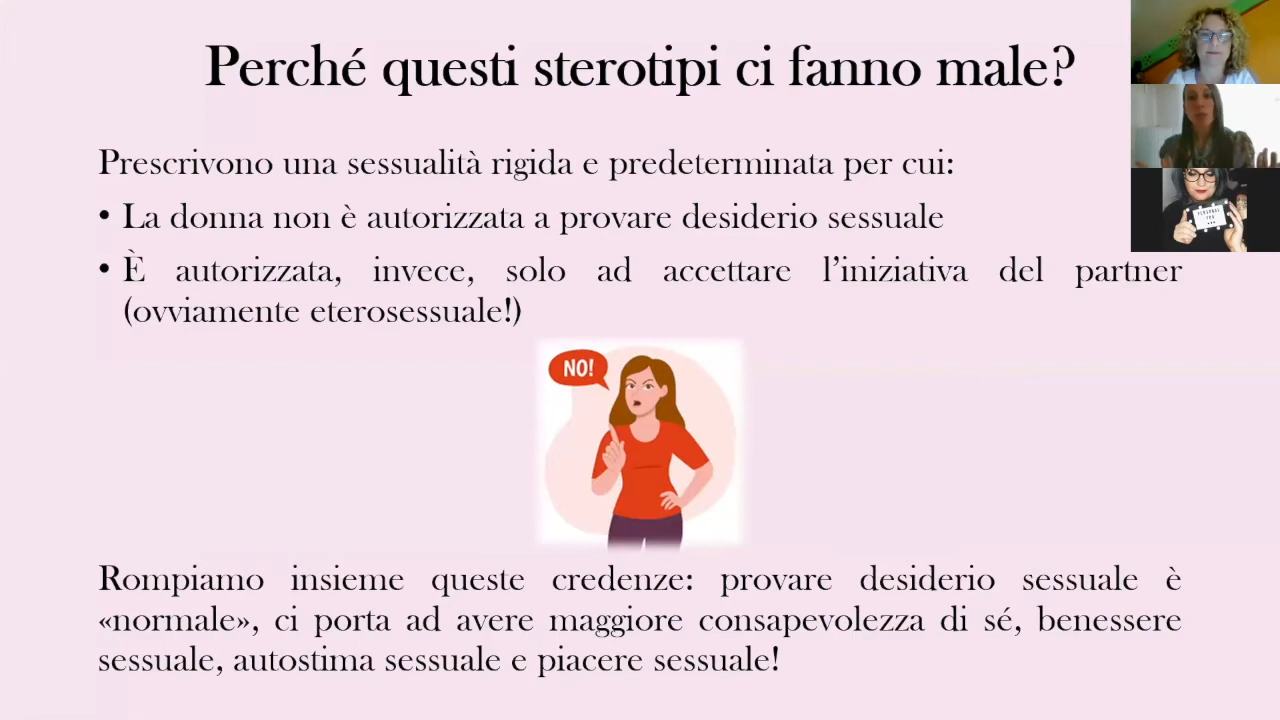 Perché questi sterotipi ci fanno male?
Prescrivono una sessualità rigida e predeterminata per cui:
• La donna non è autorizzata a provare desiderio sessuale
• È autorizzata, invece, solo ad accettare l’iniziativa del partner
(ovviamente eterosessuale!)
NO!
Rompiamo insieme queste credenze: provare desiderio sessuale è
«normale», ci porta ad avere maggiore consapevolezza di sé, benessere
sessuale, autostima sessuale e piacere sessuale!